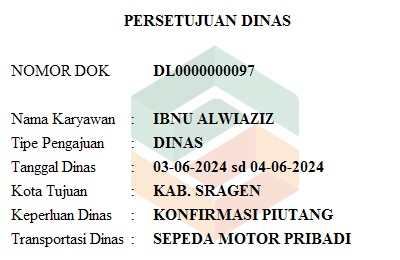 PERSETUJUAN DINAS
NOMOR DOK DL0000000097
Nama Karyawan : IBNU ALWIAZIZ
Tipe Pengajuan : DINAS
Tanggal Dinas : 03-06-2024 sd 04-06-2024
Kota Tujuan : KAB. SRAGEN
Keperluan Dinas : KONFIRMASI PIUTANG
Transportasi Dinas : SEPEDA MOTOR PRIBADI